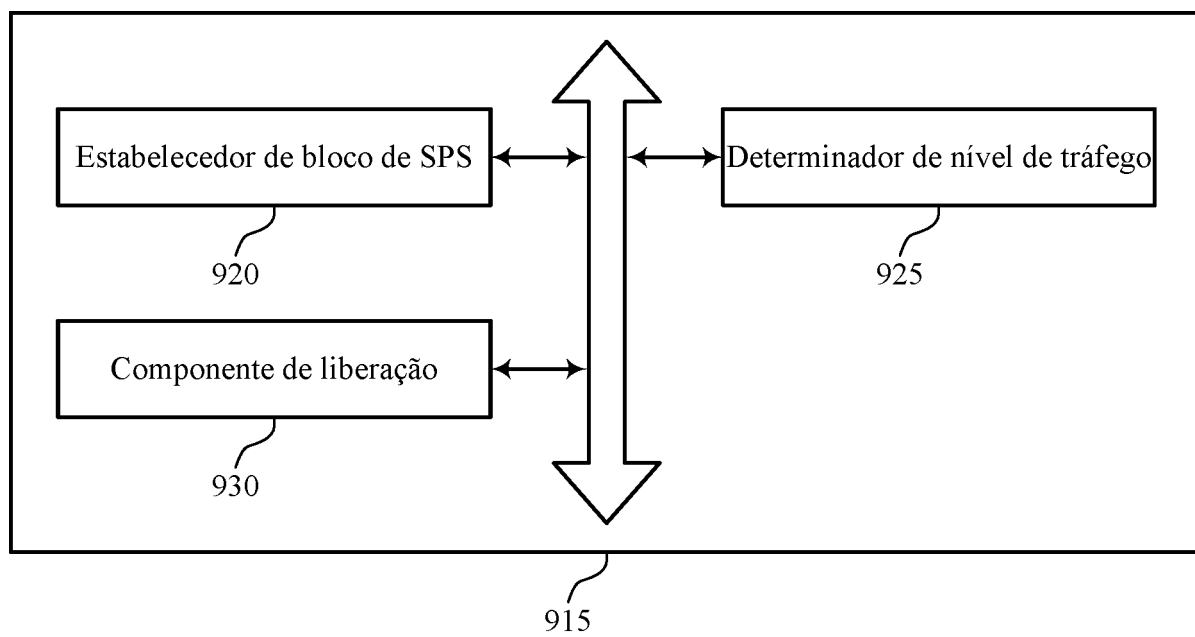 Estabelecedor de bloco de SPS
Determinador de nível de tráfego
920
925
Componente de liberação
930
915